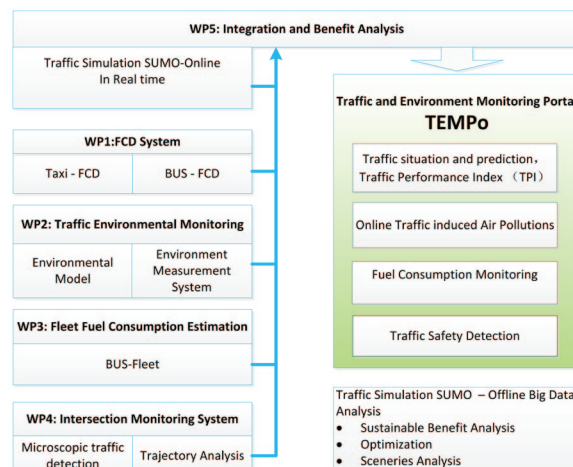 WP5: Integration and Benefit Analysis
Traffic Simulation SUMO-Online
In Real time
WP1:FCD System
Taxi - FCD
BUS - FCD
WP2: Traffic Environmental Monitoring
Environmental
Model
Environment
Measurement
System
WP3: Fleet Fuel Consumption Estimation
BUS-Fleet
WP4: Intersection Monitoring System
Microscopic traffic
detection
Trajectory Analysis
Traffic and Environment Monitoring Porta
TEMPo
Traffic situation and prediction,
Traffic Performance Index （TPI）
Online Traffic induced Air Pollutions
Fuel Consumption Monitoring
Traffic Safety Detection
Traffic Simulation SUMO – Offline Big Data
Analysis
• Sustainable Benefit Analysis
• Optimization
• Sceneries Analysis